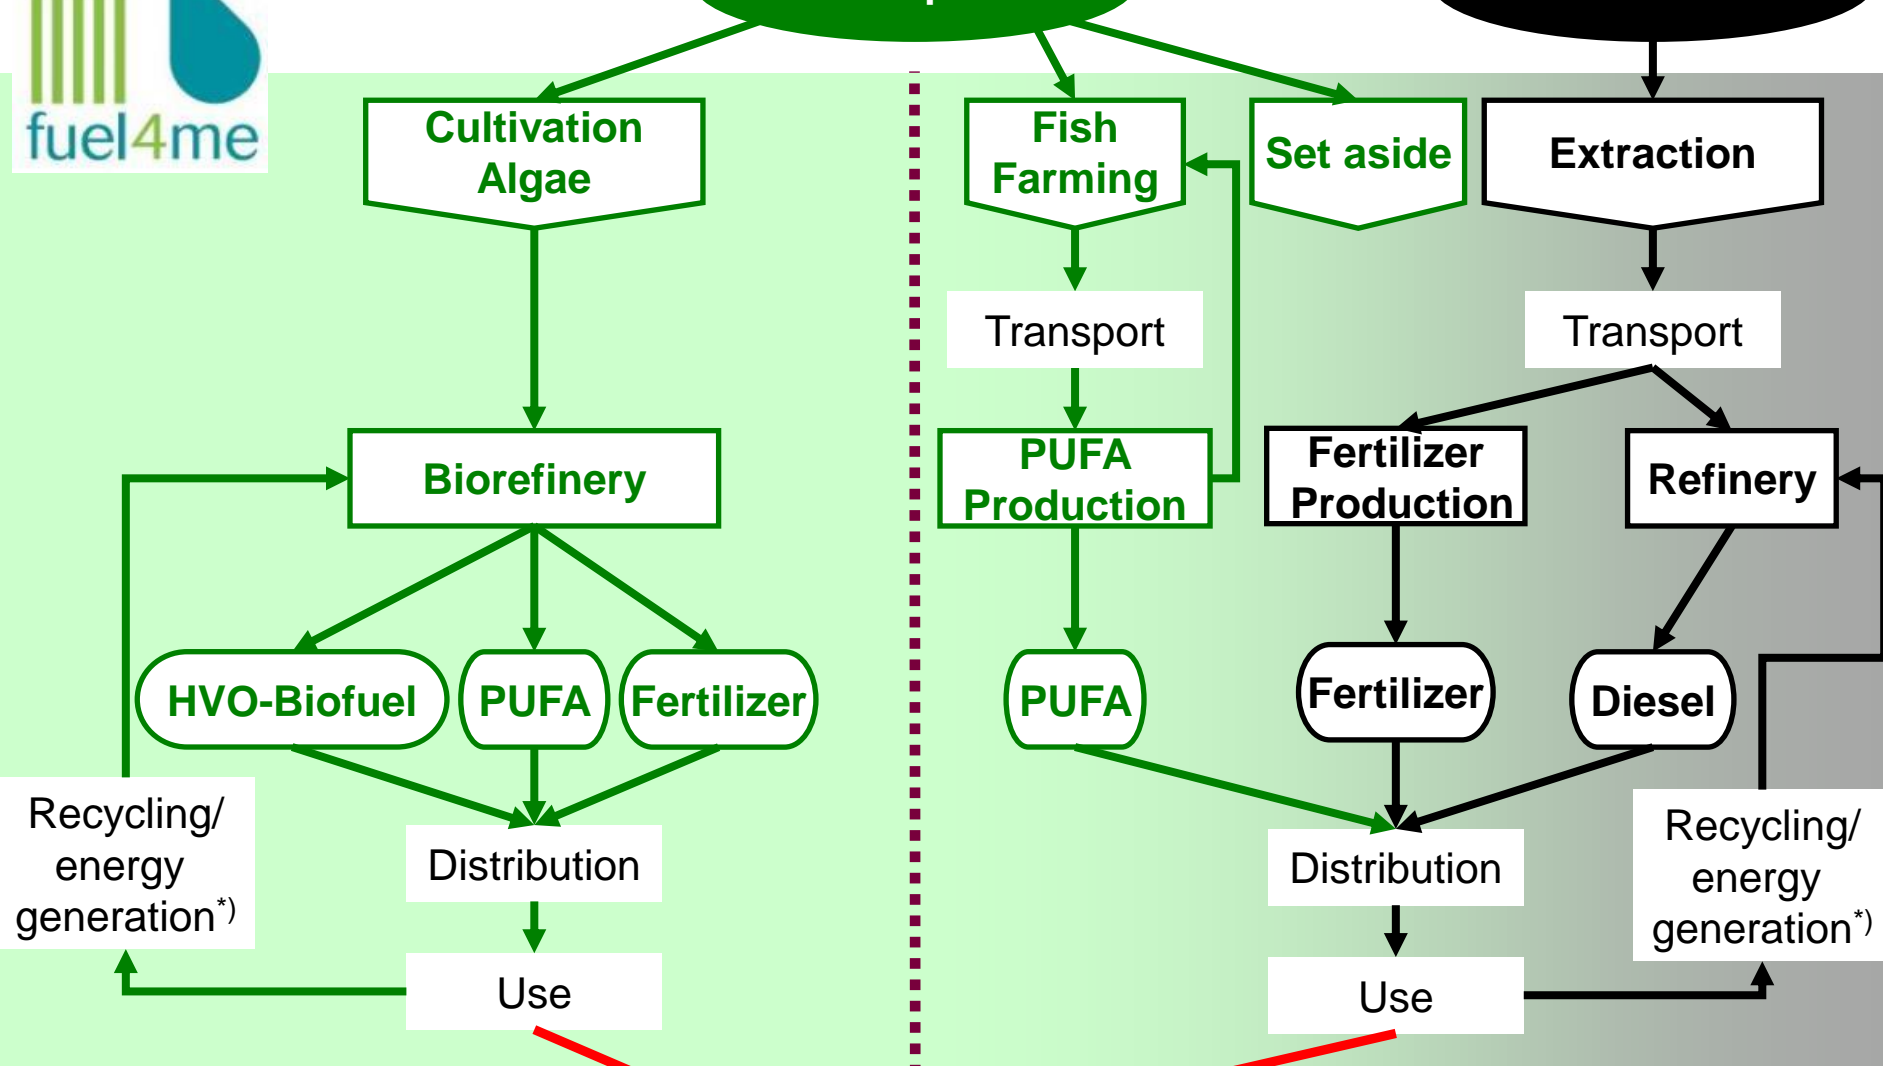 fuel4me
Cultivation
Algae
Fish
Farming
Set aside
Extraction
Transport
Transport
Biorefinery
PUFA
Production
Fertilizer
Production
Refinery
HVO-Biofuel
PUFA
Fertilizer
PUFA
Fertilizer
Diesel
Recycling/
energy
generation*)
Distribution
Distribution
Recycling/
energy
generation*)
Use
Use